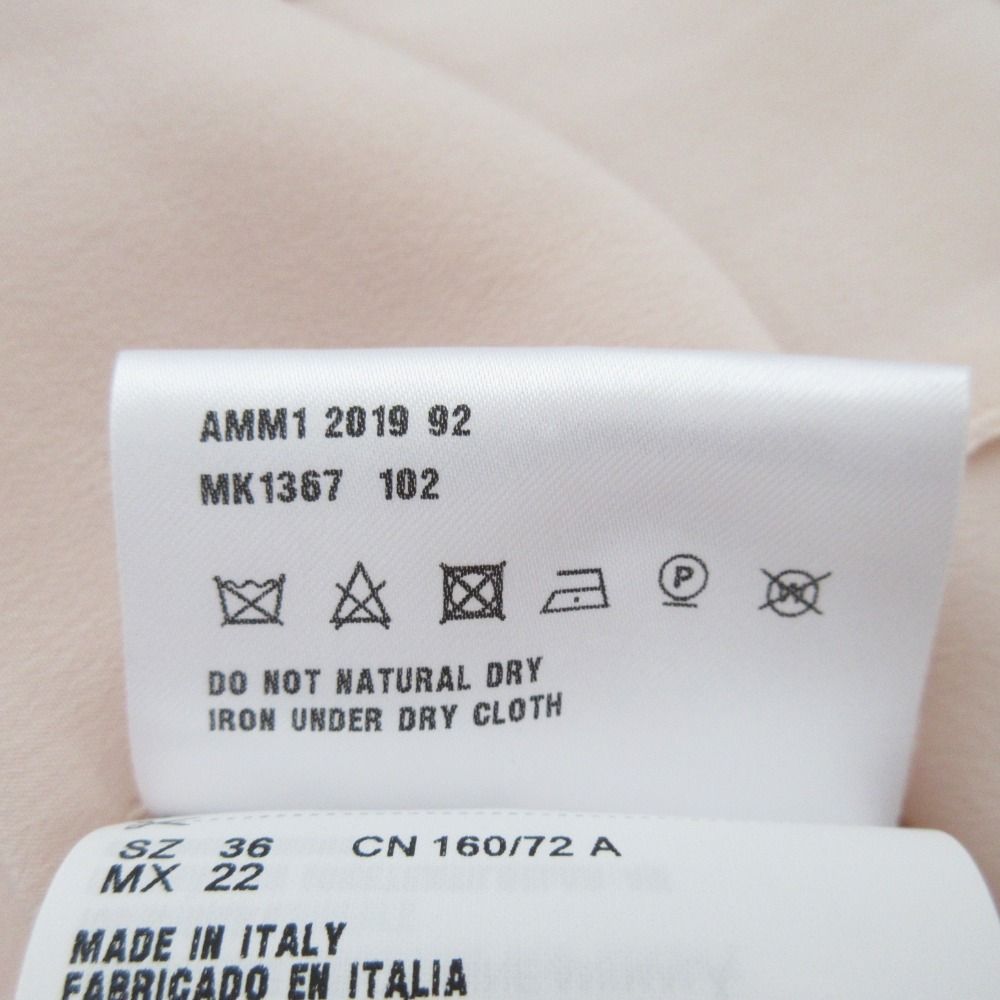 AMM1 2019 92
MK1367 102
P W
DO NOT NATURAL DRY
IRON UNDER DRY CLOTH
SZ 36 CN 160/72 A
MX 22
MADE IN ITALY
FABRICADO EN ITALIA